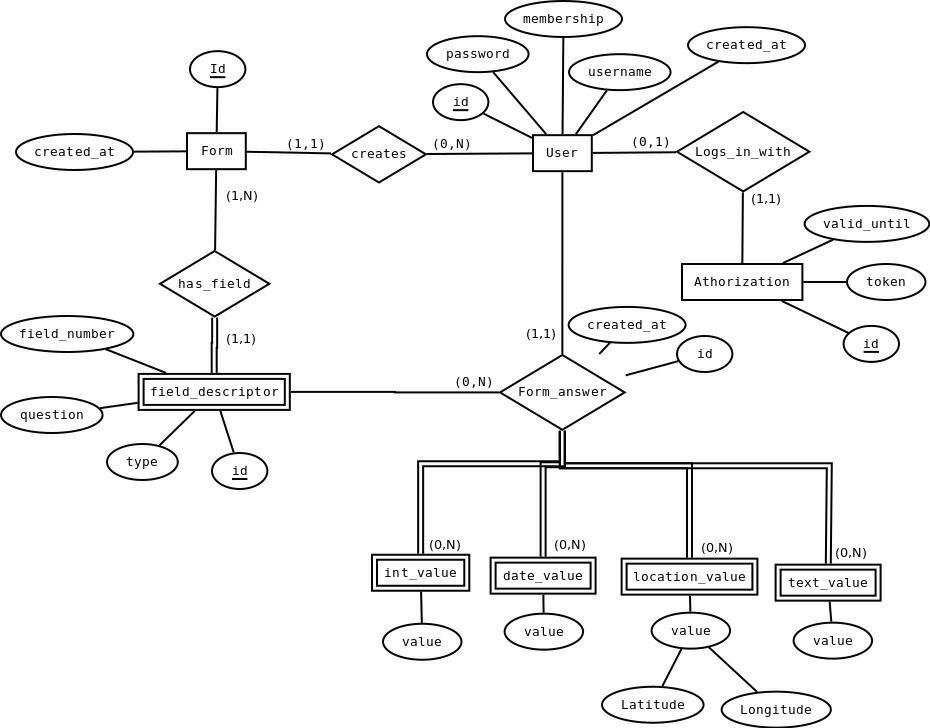 membership
created_at
password
username
Id
id
created_at
Form
(1,1)
creates
(0,N)
User
(0,1)
Logs_in_with
(1,N)
(1,1)
valid_until
has_field
Athorization
token
field_number
(1,1)
(1,1)
created_at
id
id
field_descriptor
(0,N)
Form_answer
question
type
id
(0,N)
(0,N)
(0,N)
(0,N)
int_value
date_value
location_value
text_value
value
value
value
value
Latitude
Longitude